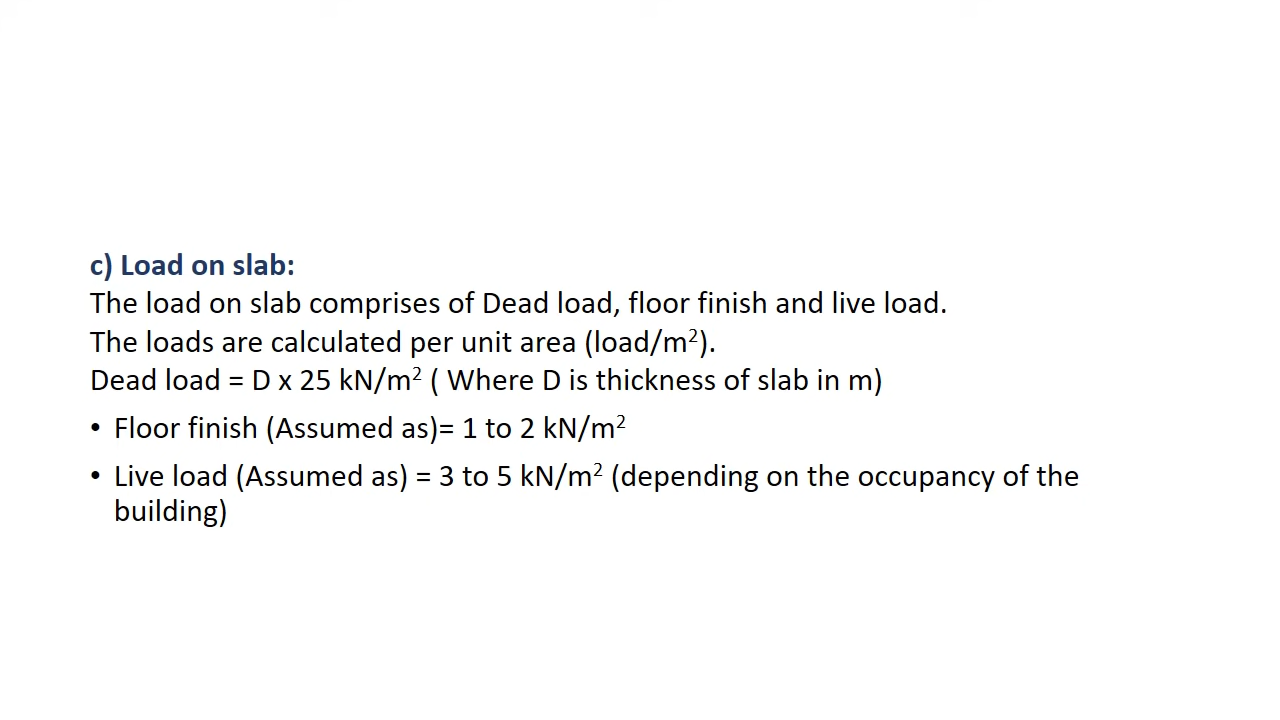 c) Load on slab:
The load on slab comprises of Dead load, floor finish and live load.
The loads are calculated per unit area (load/m²).
Dead load = D x 25 kN/m² ( Where D is thickness of slab in m)
• Floor finish (Assumed as)= 1 to 2 kN/m²
• Live load (Assumed as) = 3 to 5 kN/m² (depending on the occupancy of the
building)